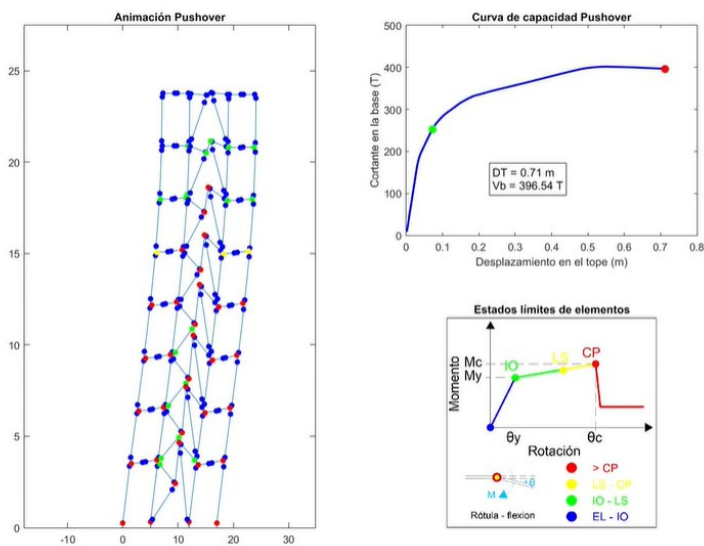 Animación Pushover
25
20
15
10
5
0
-10
0
10
20
30
Curva de capacidad Pushover
500
400
300
200
100
0
Cortante en la base (T)
DT = 0.71 m
Vb = 396.54 T
0
0.1
0.2
0.3
0.4
0.5
0.6
0.7
0.8
Desplazamiento en el tope (m)
Estados límites de elementos
Momento
Mc
My
IO
LS
CP
θy
θc
Rotación
> CP
LS - CP
IO - LS
EL - IO
M
θ
Rótula - flexion